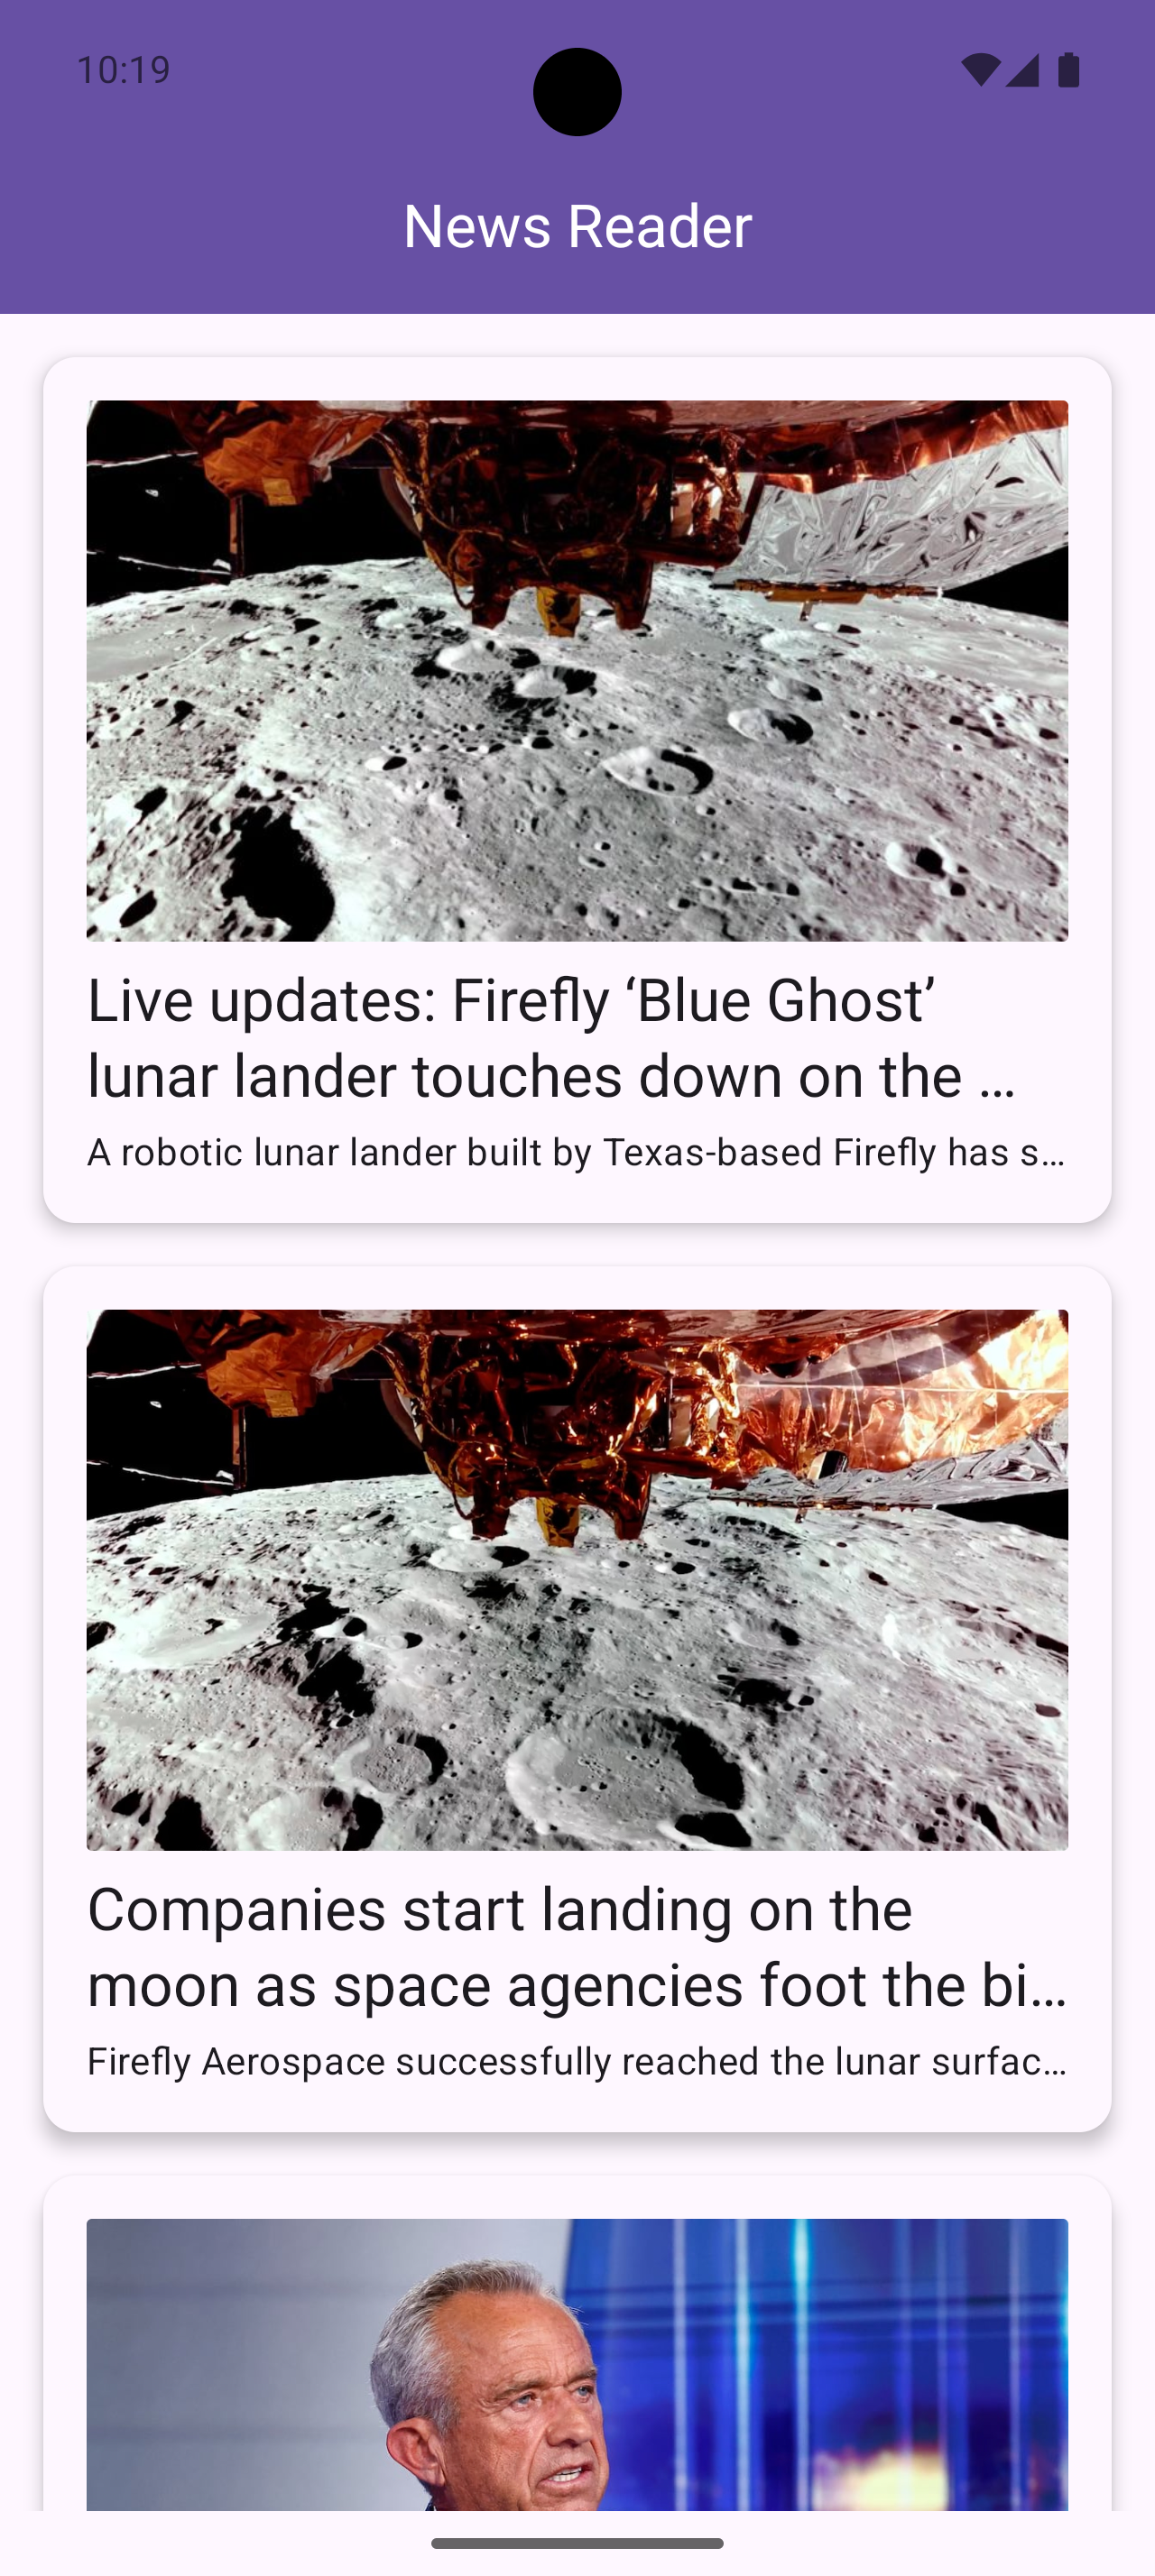 10:19
News Reader
Live updates: Firefly ‘Blue Ghost’
lunar lander touches down on the …
A robotic lunar lander built by Texas-based Firefly has s…
Companies start landing on the
moon as space agencies foot the bi…
Firefly Aerospace successfully reached the lunar surfac…